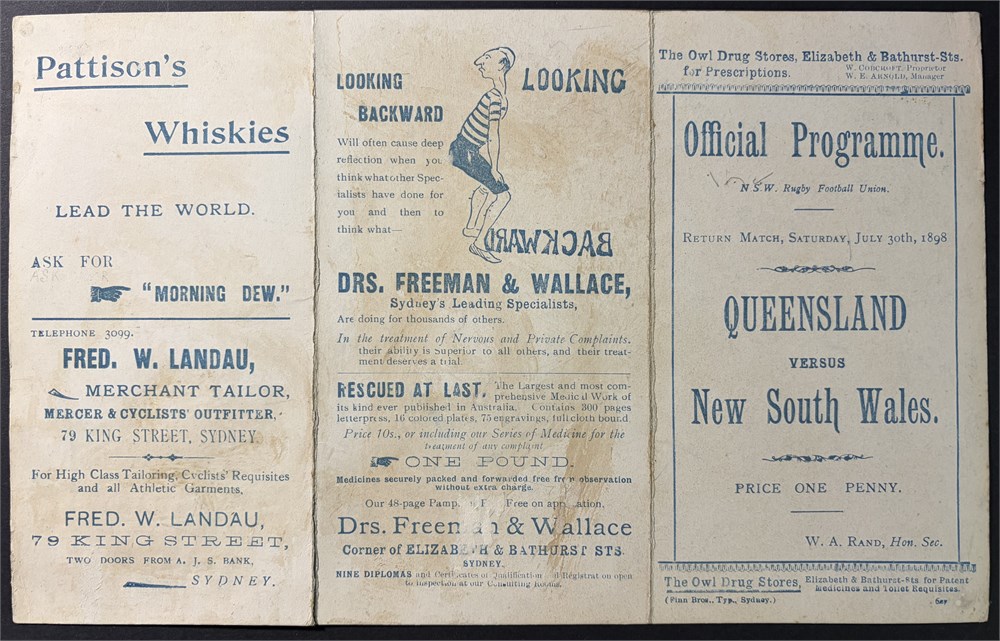 Pattison's
Whiskies
LEAD THE WORLD.
ASK FOR
"MORNING DEW."
TELEPHONE 3099.
FRED. W. LANDAU,
MERCHANT TAILOR,
MERCER & CYCLISTS' OUTFITTER,
79 KING STREET, SYDNEY
For High Class Tailoring, Cyclists' Requisites
and all Athletic Garments,
FRED. W. LANDAU,
79 KING STREET,
TWO DOORS FROM A. J. S. BANK,
SYDNEY.
LOOKING
BACKWARD
LOOKING
BACKWARD
Will often cause deep
reflection when you
think what other Spec-
ialists have done for
you and then to
think what—
DRS. FREEMAN & WALLACE,
Sydney's Leading Specialists,
Are doing for thousands of others.
In the treatment of Nervous and Private Complaints.
their ability is Superior to all others, and their treat-
ment deserves a trial.
RESCUED AT LAST. The Largest and most com-
prehensive Medical Work of
its kind ever published in Australia. Contains 300 pages
letterpress, 16 colored plates, 75 engravings, full cloth bound.
Price 10s., or including our Series of Medicine for the
treatment of any complaint
ONE POUND.
Medicines securely packed and forwarded free from observation
without extra charge.
Our 48-page Free on application.
Drs. Freeman & Wallace
Corner of ELIZABETH & BATHURST STS.
SYDNEY.
NINE DIPLOMAS and Certificates of Qualification and Registration open
to inspection at our Consulting Rooms.
The Owl Drug Stores, Elizabeth & Bathurst-Sts.
for Prescriptions.
W. CORCROFT, Proprietor
W. E. ARNOLD, Manager
Official Programme.
N.S.W. Rugby Football Union.
RETURN MATCH, SATURDAY, JULY 30th, 1898
QUEENSLAND
VERSUS
New South Wales.
PRICE ONE PENNY.
W. A. RAND, Hon. Sec.
The Owl Drug Stores, Elizabeth & Bathurst-Sts for Patent
Medicines and Toilet Requisites.
(Finn Bros., Typ., Sydney.)